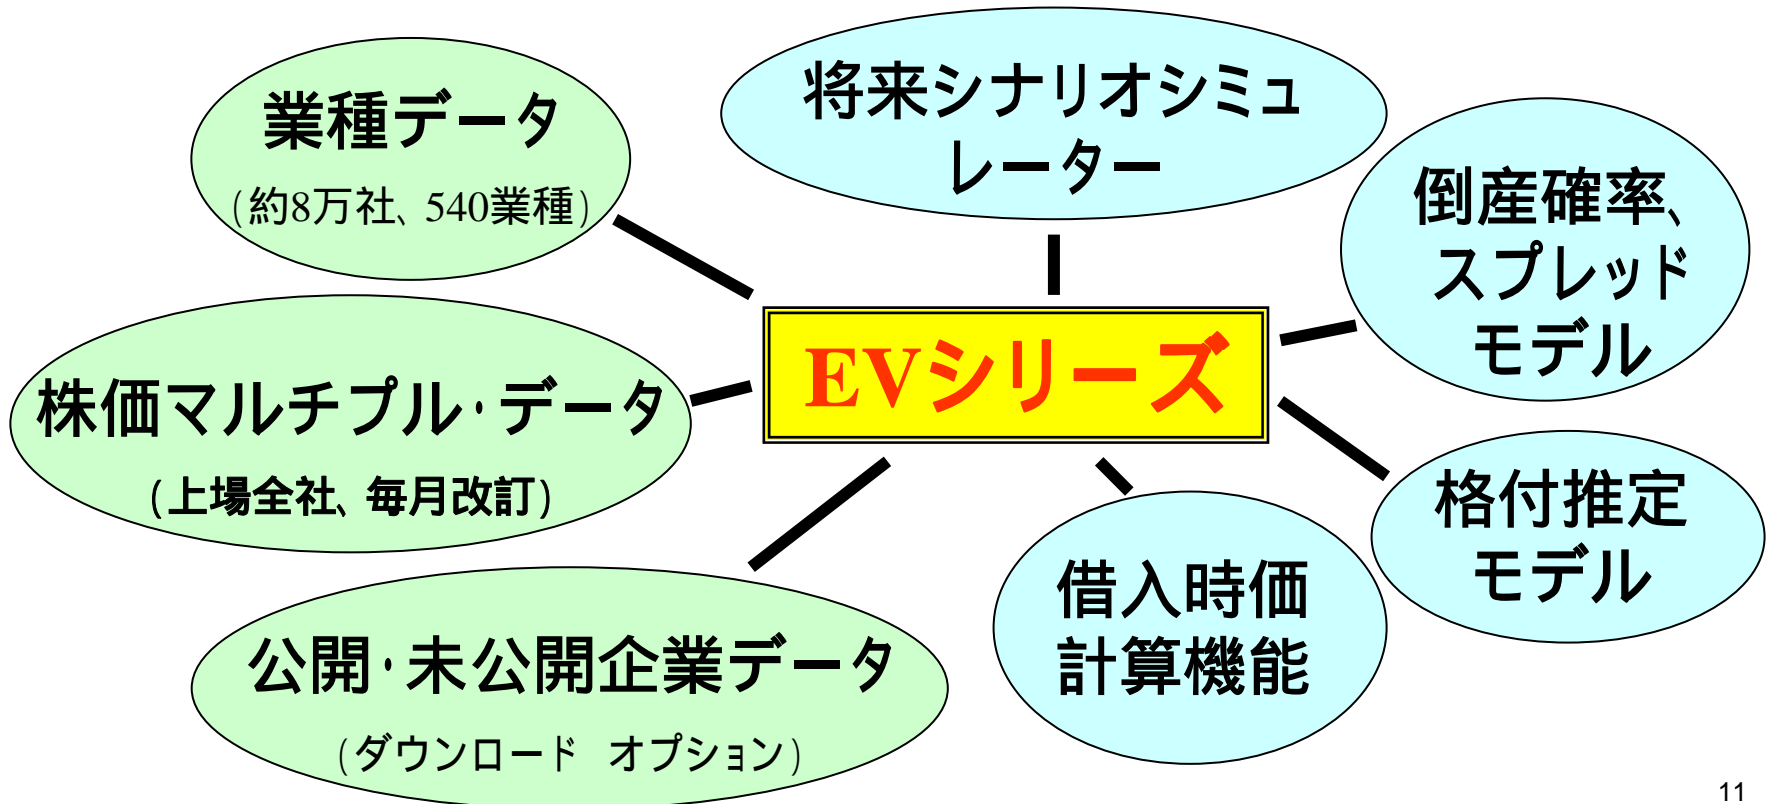 業種データ
(約8万社、540業種)
将来シナリオシミュ
レーター
倒産確率、
スプレッド
モデル
EVシリーズ
株価マルチプル・データ
(上場全社、毎月改訂)
格付推定
モデル
借入時価
計算機能
公開・未公開企業データ
(ダウンロード オプション)
11